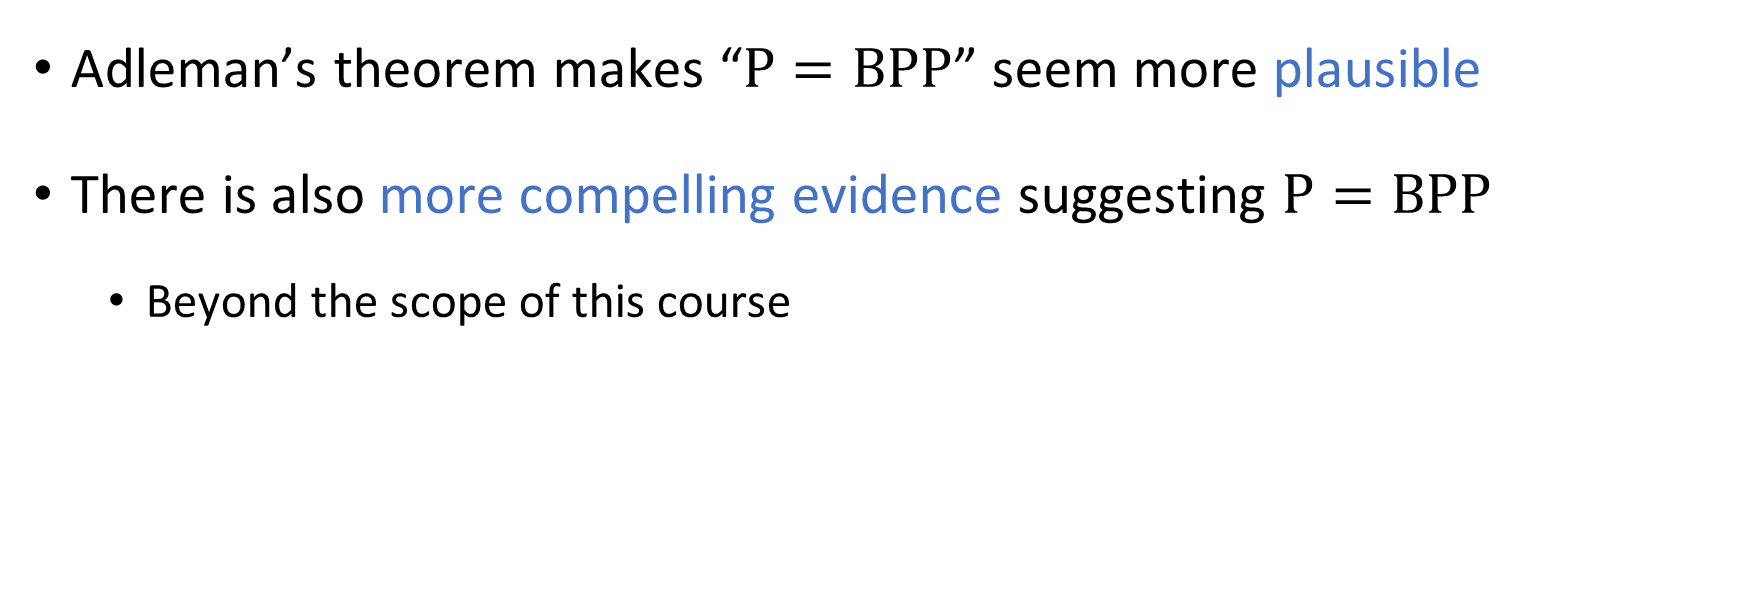 • Adleman’s theorem makes “P = BPP” seem more plausible
• There is also more compelling evidence suggesting P = BPP
• Beyond the scope of this course